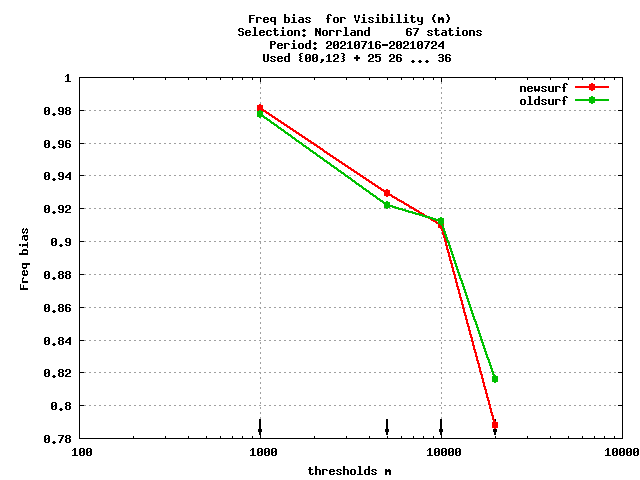 Freq bias  for Visibility (m)
Selection: Norrland     67 stations
Period: 20210716-20210724
Used {00,12} + 25 26 ... 36
newsurf
oldsurf
1
0.98
0.96
0.94
0.92
0.9
0.88
0.86
0.84
0.82
0.8
0.78
Freq bias
100
1000
10000
10000
thresholds m